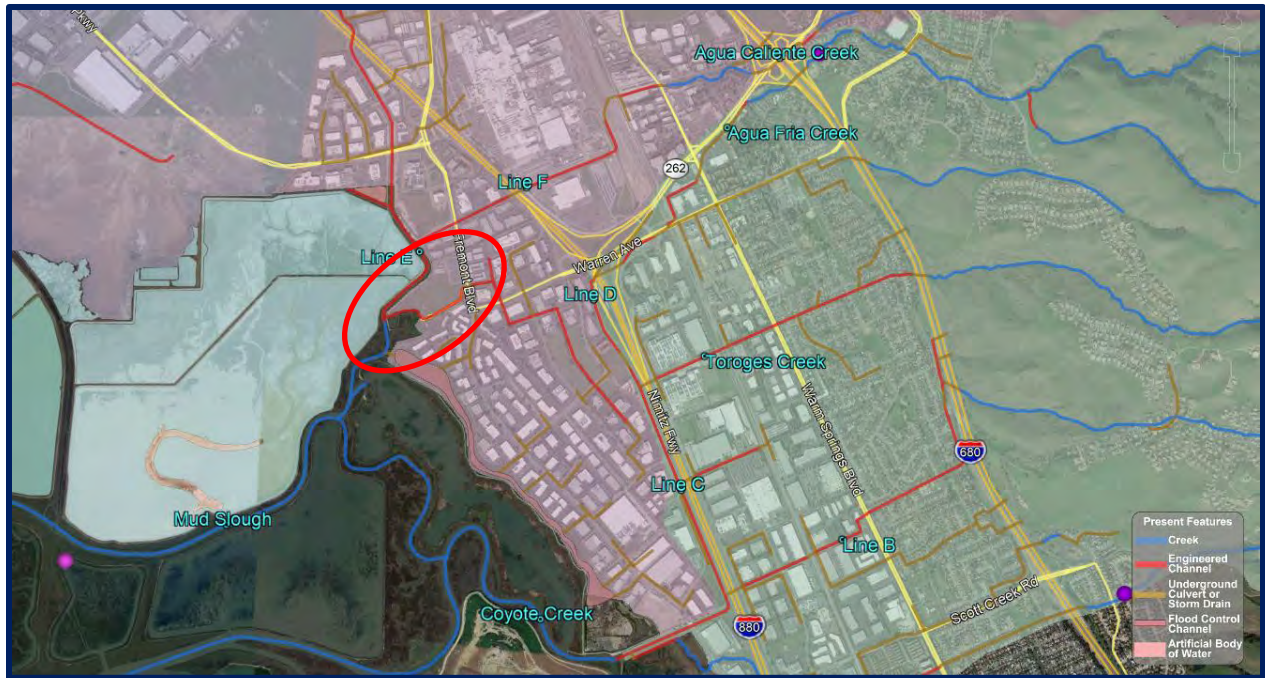 Pkwy
Agua Caliente Creek
Agua Fria Creek
262
Line F
Line E
Fremont Blvd
Warren Ave
Line D
Toroges Creek
Nimitz Fwy
Warm Springs Blvd
680
Line C
Mud Slough
Line B
Coyote Creek
880
Scott Creek Rd
Present Features
Creek
Engineered
Channel
Underground
Culvert or
Storm Drain
Flood Control
Channel
Artificial Body
of Water